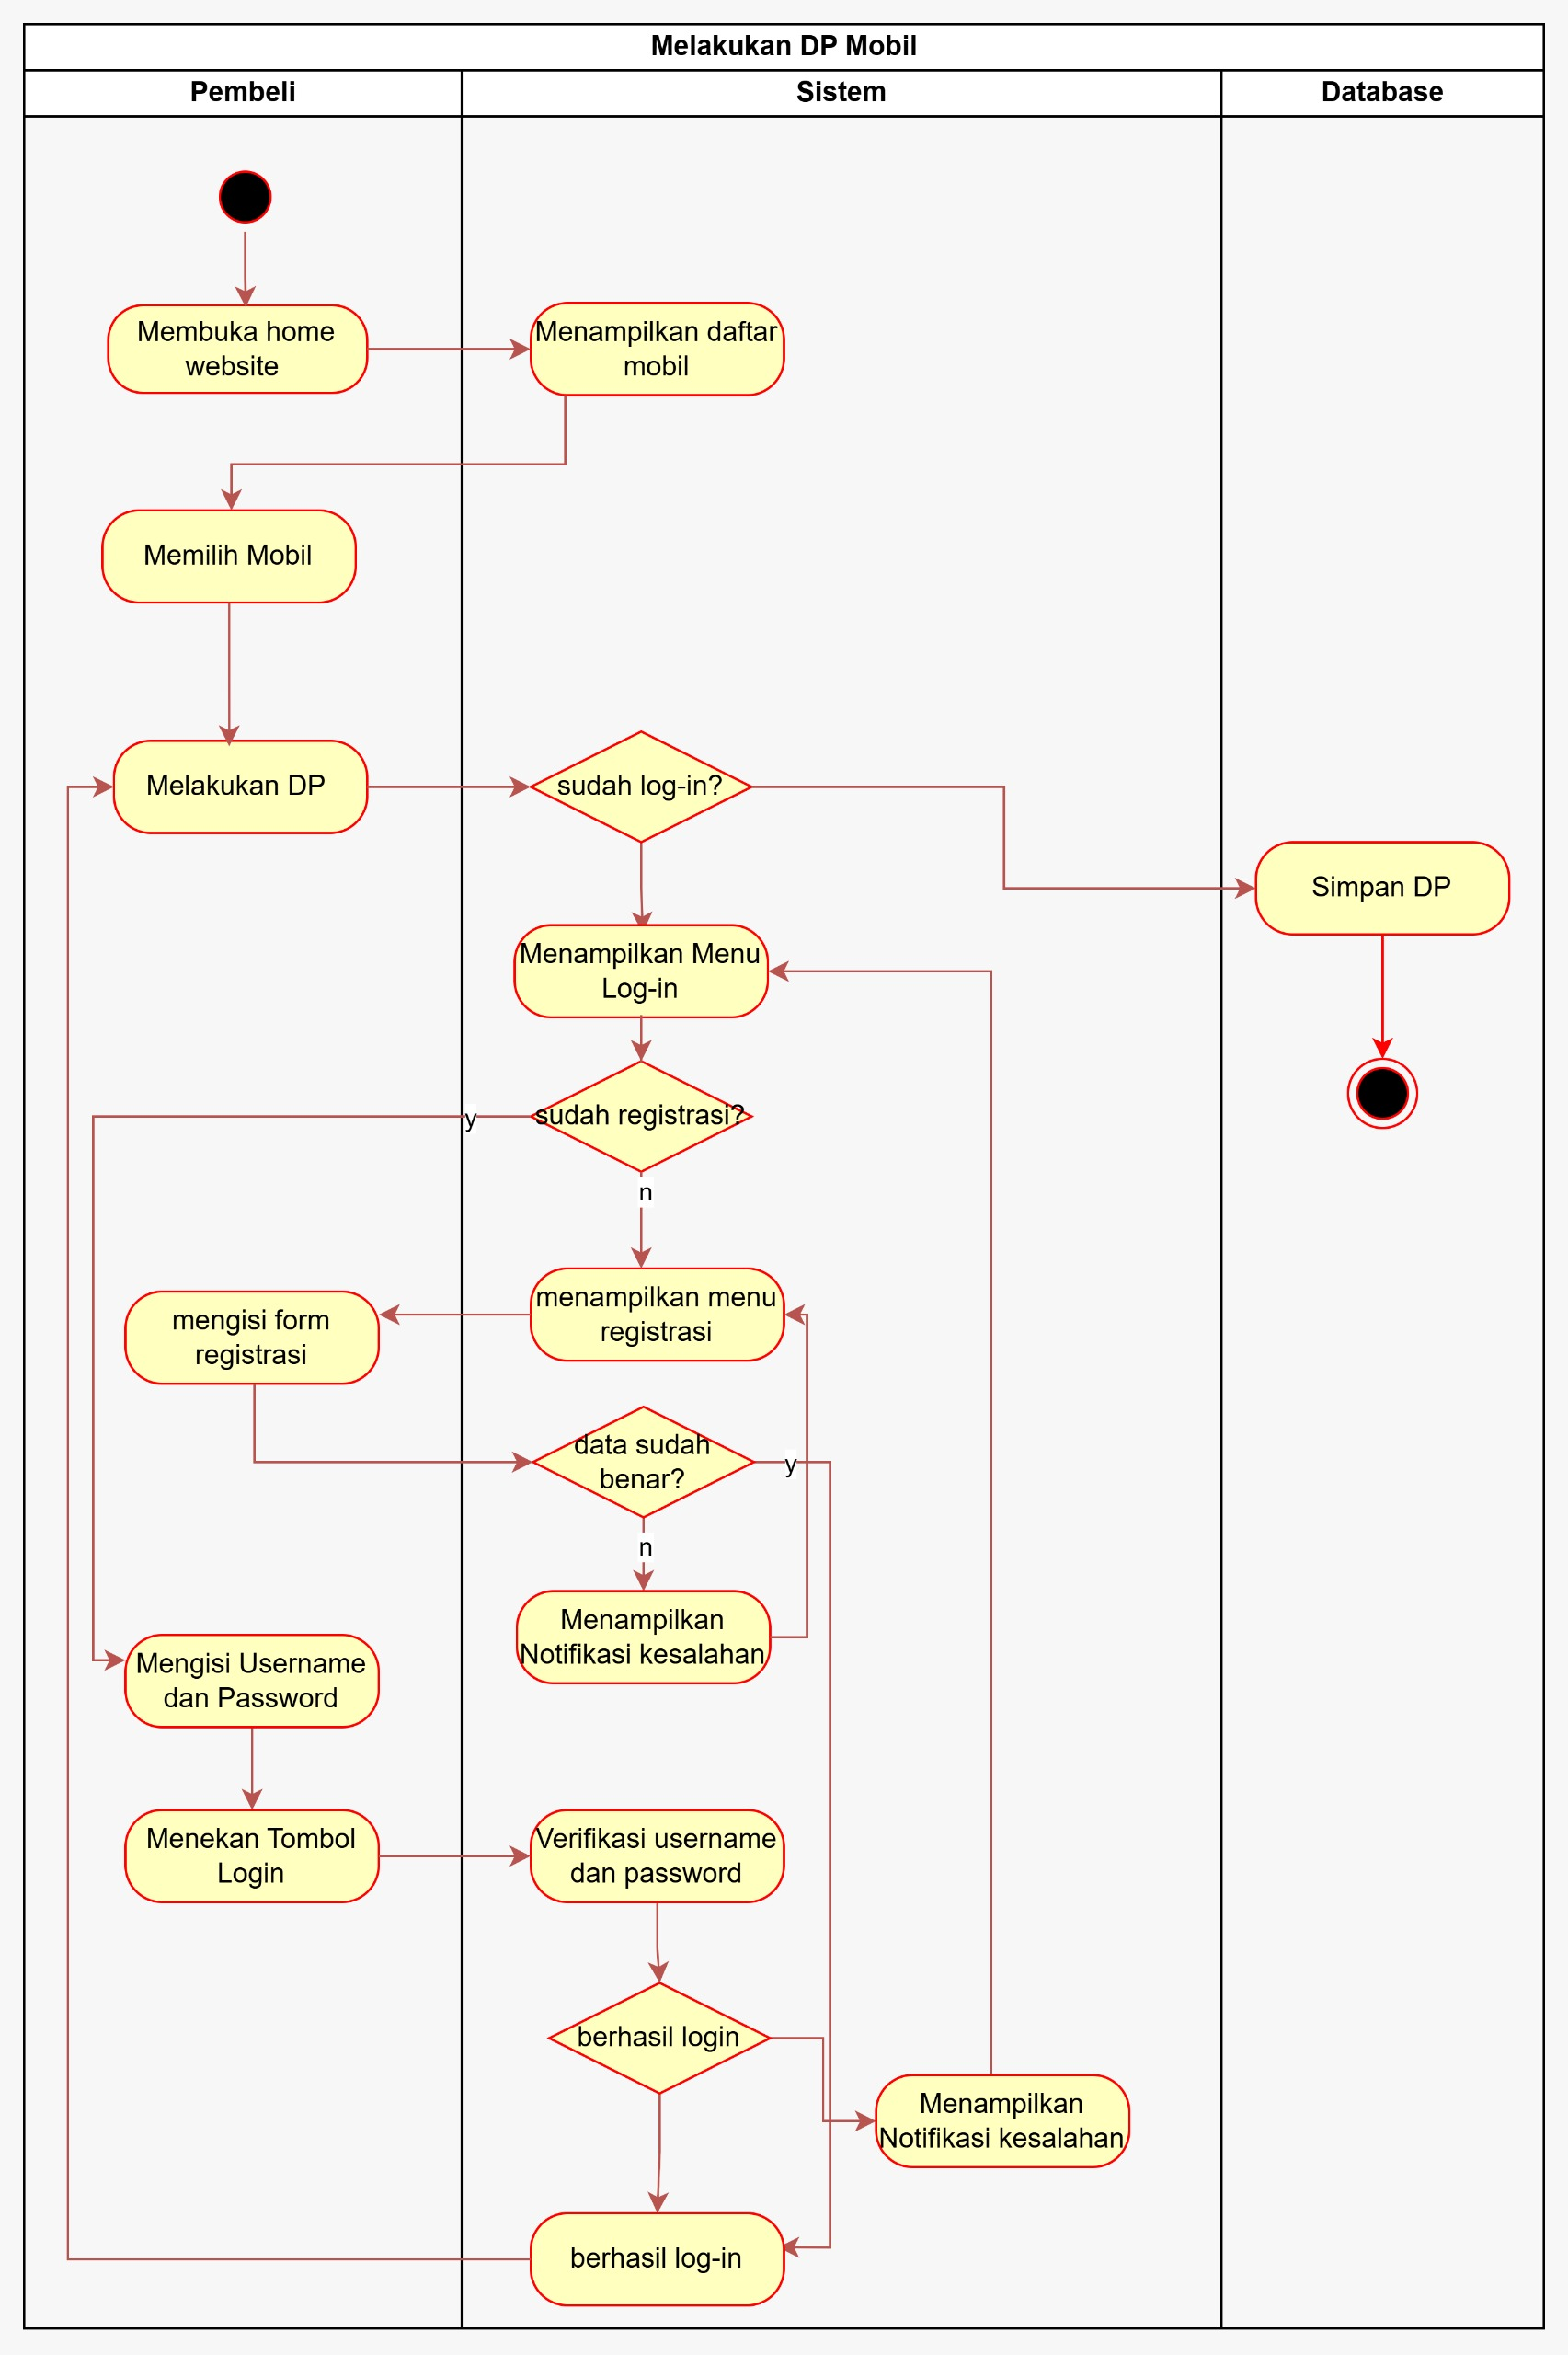 Melakukan DP Mobil
Pembeli
Sistem
Database
Membuka home
website
Menampilkan daftar
mobil
Memilih Mobil
Melakukan DP
sudah log-in?
Simpan DP
Menampilkan Menu
Log-in
sudah registrasi?
y
n
menampilkan menu
registrasi
mengisi form
registrasi
data sudah
benar?
y
n
Menampilkan
Notifikasi kesalahan
Mengisi Username
dan Password
Menekan Tombol
Login
Verifikasi username
dan password
berhasil login
Menampilkan
Notifikasi kesalahan
berhasil log-in